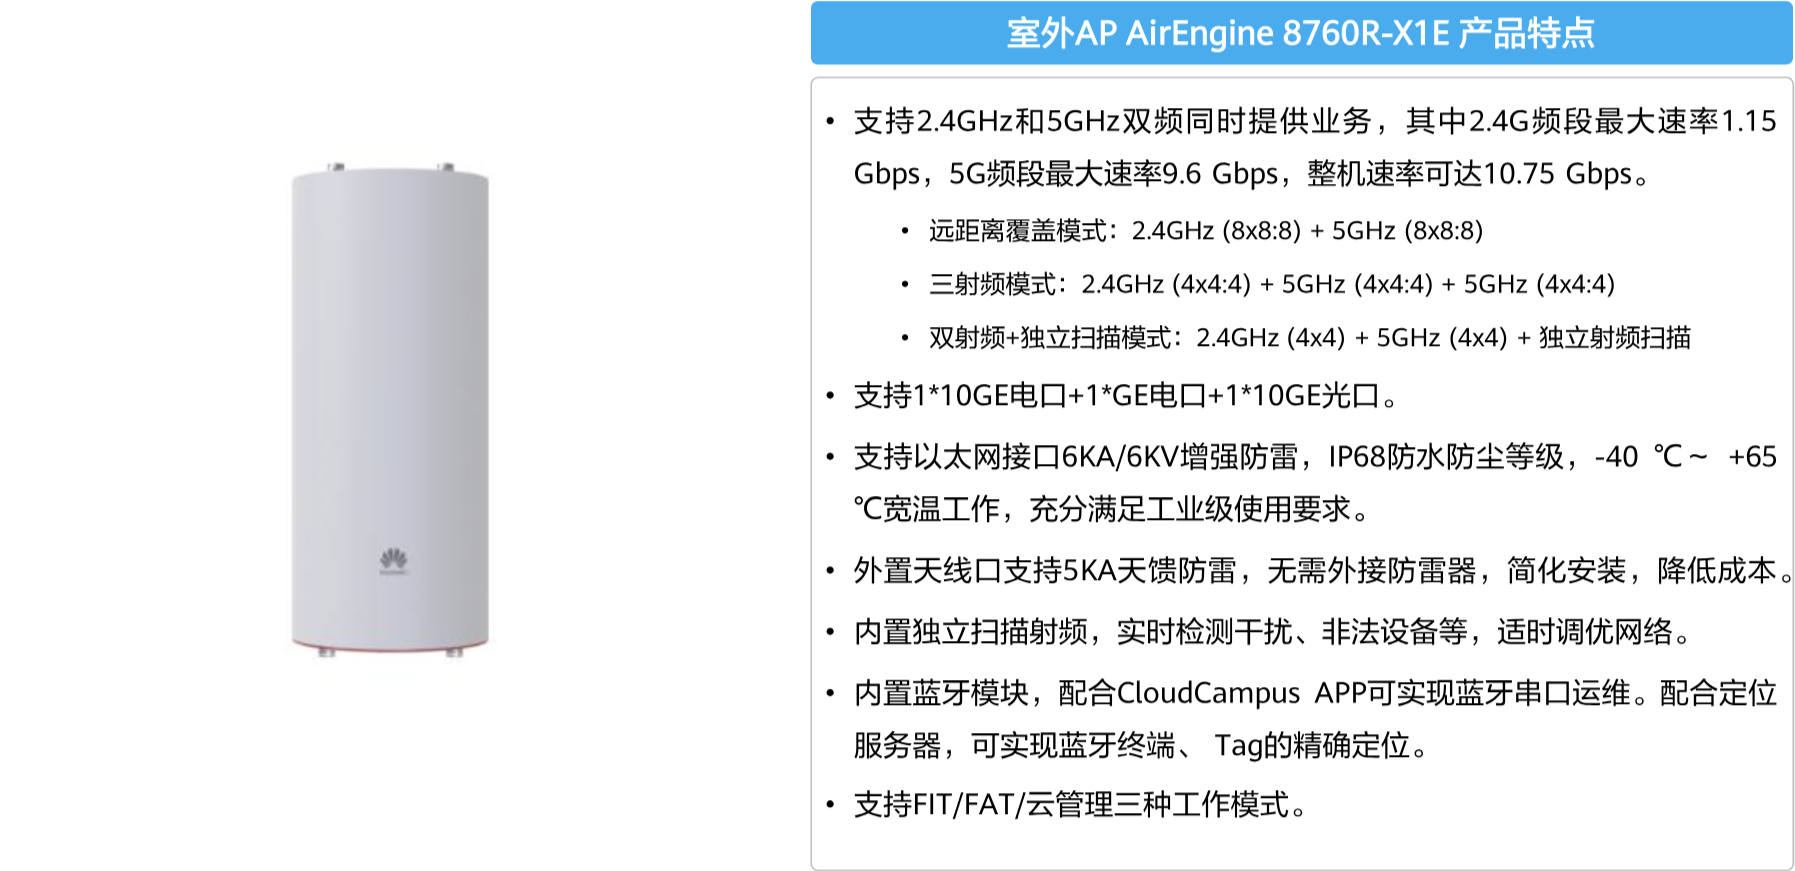 室外AP AirEngine 8760R-X1E 产品特点
• 支持2.4GHz和5GHz双频同时提供业务，其中2.4G频段最大速率1.15
Gbps，5G频段最大速率9.6 Gbps，整机速率可达10.75 Gbps。
• 远距离覆盖模式：2.4GHz (8x8:8) + 5GHz (8x8:8)
• 三射频模式：2.4GHz (4x4:4) + 5GHz (4x4:4) + 5GHz (4x4:4)
• 双射频+独立扫描模式：2.4GHz (4x4) + 5GHz (4x4) + 独立射频扫描
• 支持1*10GE电口+1*GE电口+1*10GE光口。
• 支持以太网接口6KA/6KV增强防雷，IP68防水防尘等级，-40 ℃～ +65
℃宽温工作，充分满足工业级使用要求。
• 外置天线口支持5KA天馈防雷，无需外接防雷器，简化安装，降低成本。
• 内置独立扫描射频，实时检测干扰、非法设备等，适时调优网络。
• 内置蓝牙模块，配合CloudCampus APP可实现蓝牙串口运维。配合定位
服务器，可实现蓝牙终端、 Tag的精确定位。
• 支持FIT/FAT/云管理三种工作模式。